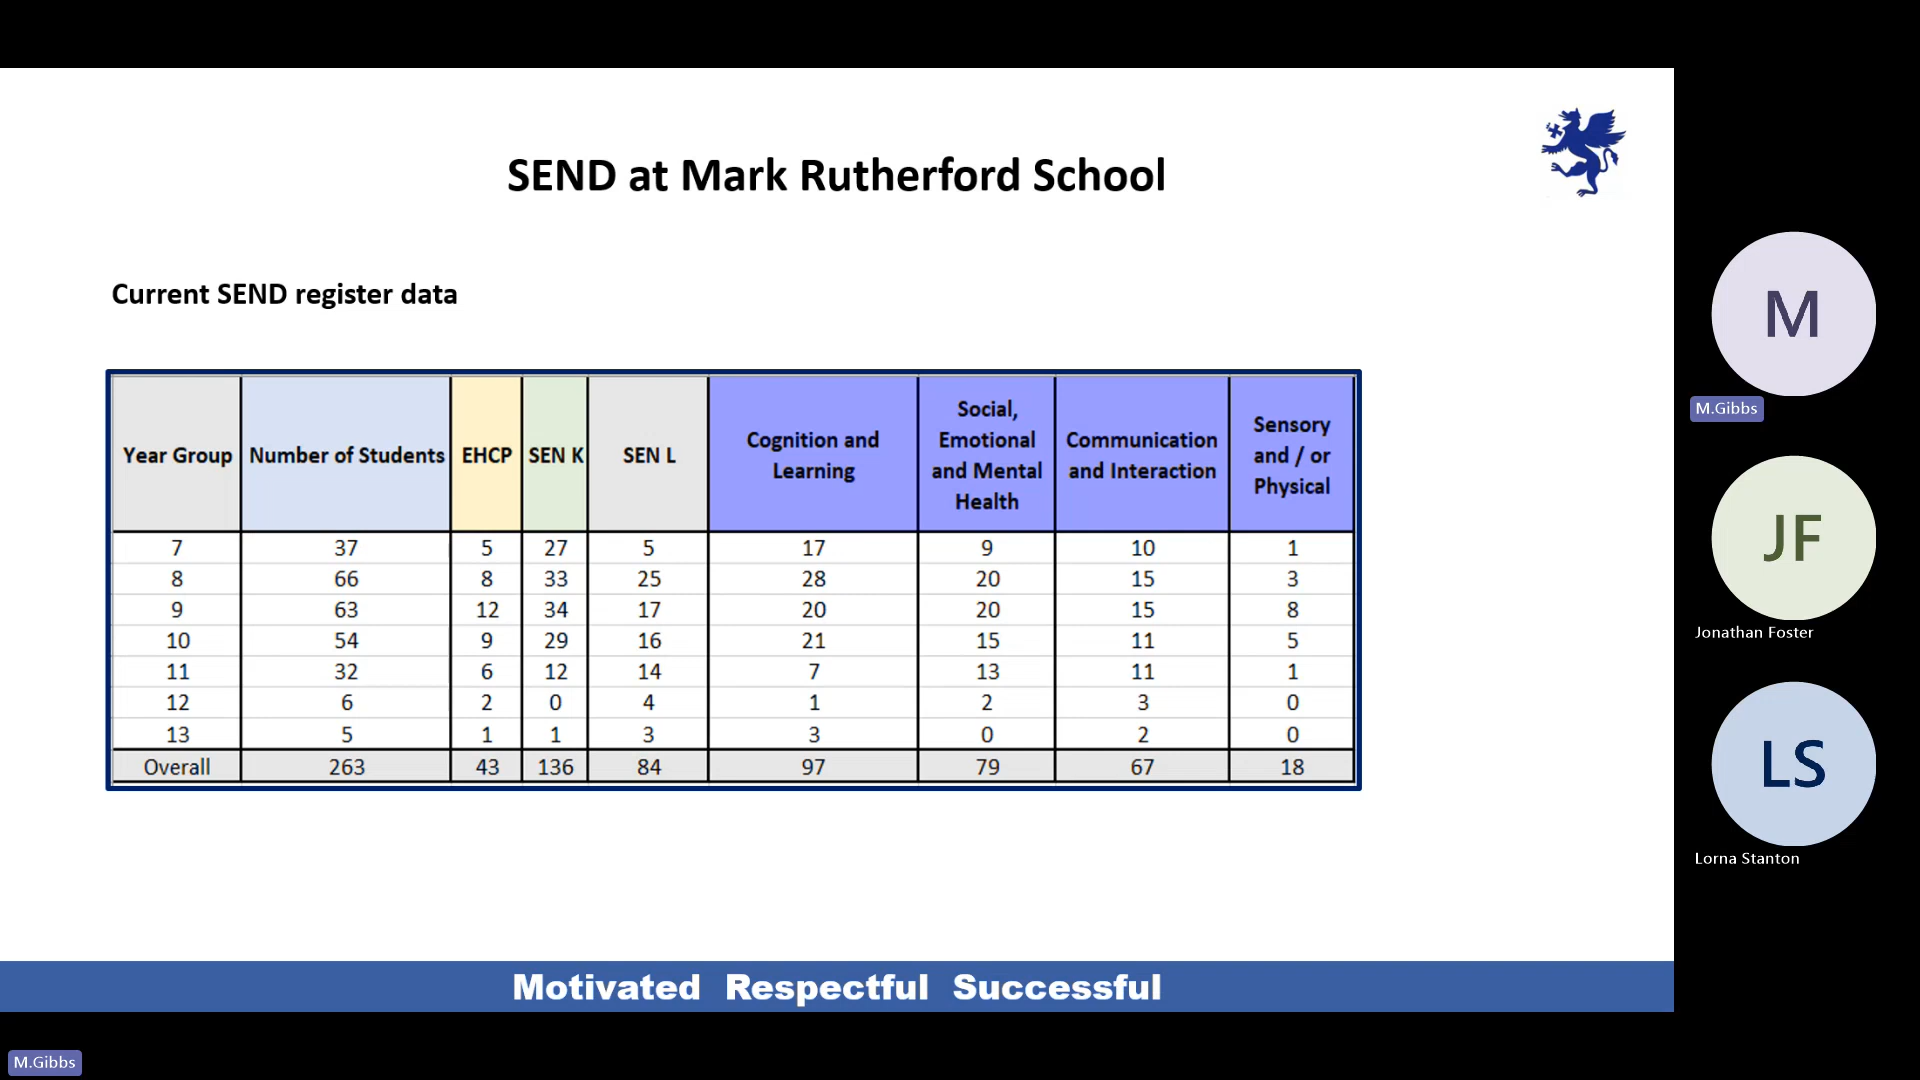 SEND at Mark Rutherford School
Current SEND register data
Year Group Number of Students EHCP SEN K SEN L Cognition and Learning Social, Emotional and Mental Health Communication and Interaction Sensory and / or Physical
7 37 5 27 5 17 9 10 1
8 66 8 33 25 28 20 15 3
9 63 12 34 17 20 20 15 8
10 54 9 29 16 21 15 11 5
11 32 6 12 14 7 13 11 1
12 6 2 0 4 1 2 3 0
13 5 1 1 3 3 0 2 0
Overall 263 43 136 84 97 79 67 18
Motivated Respectful Successful
M
M.Gibbs
JF
Jonathan Foster
LS
Lorna Stanton
M.Gibbs